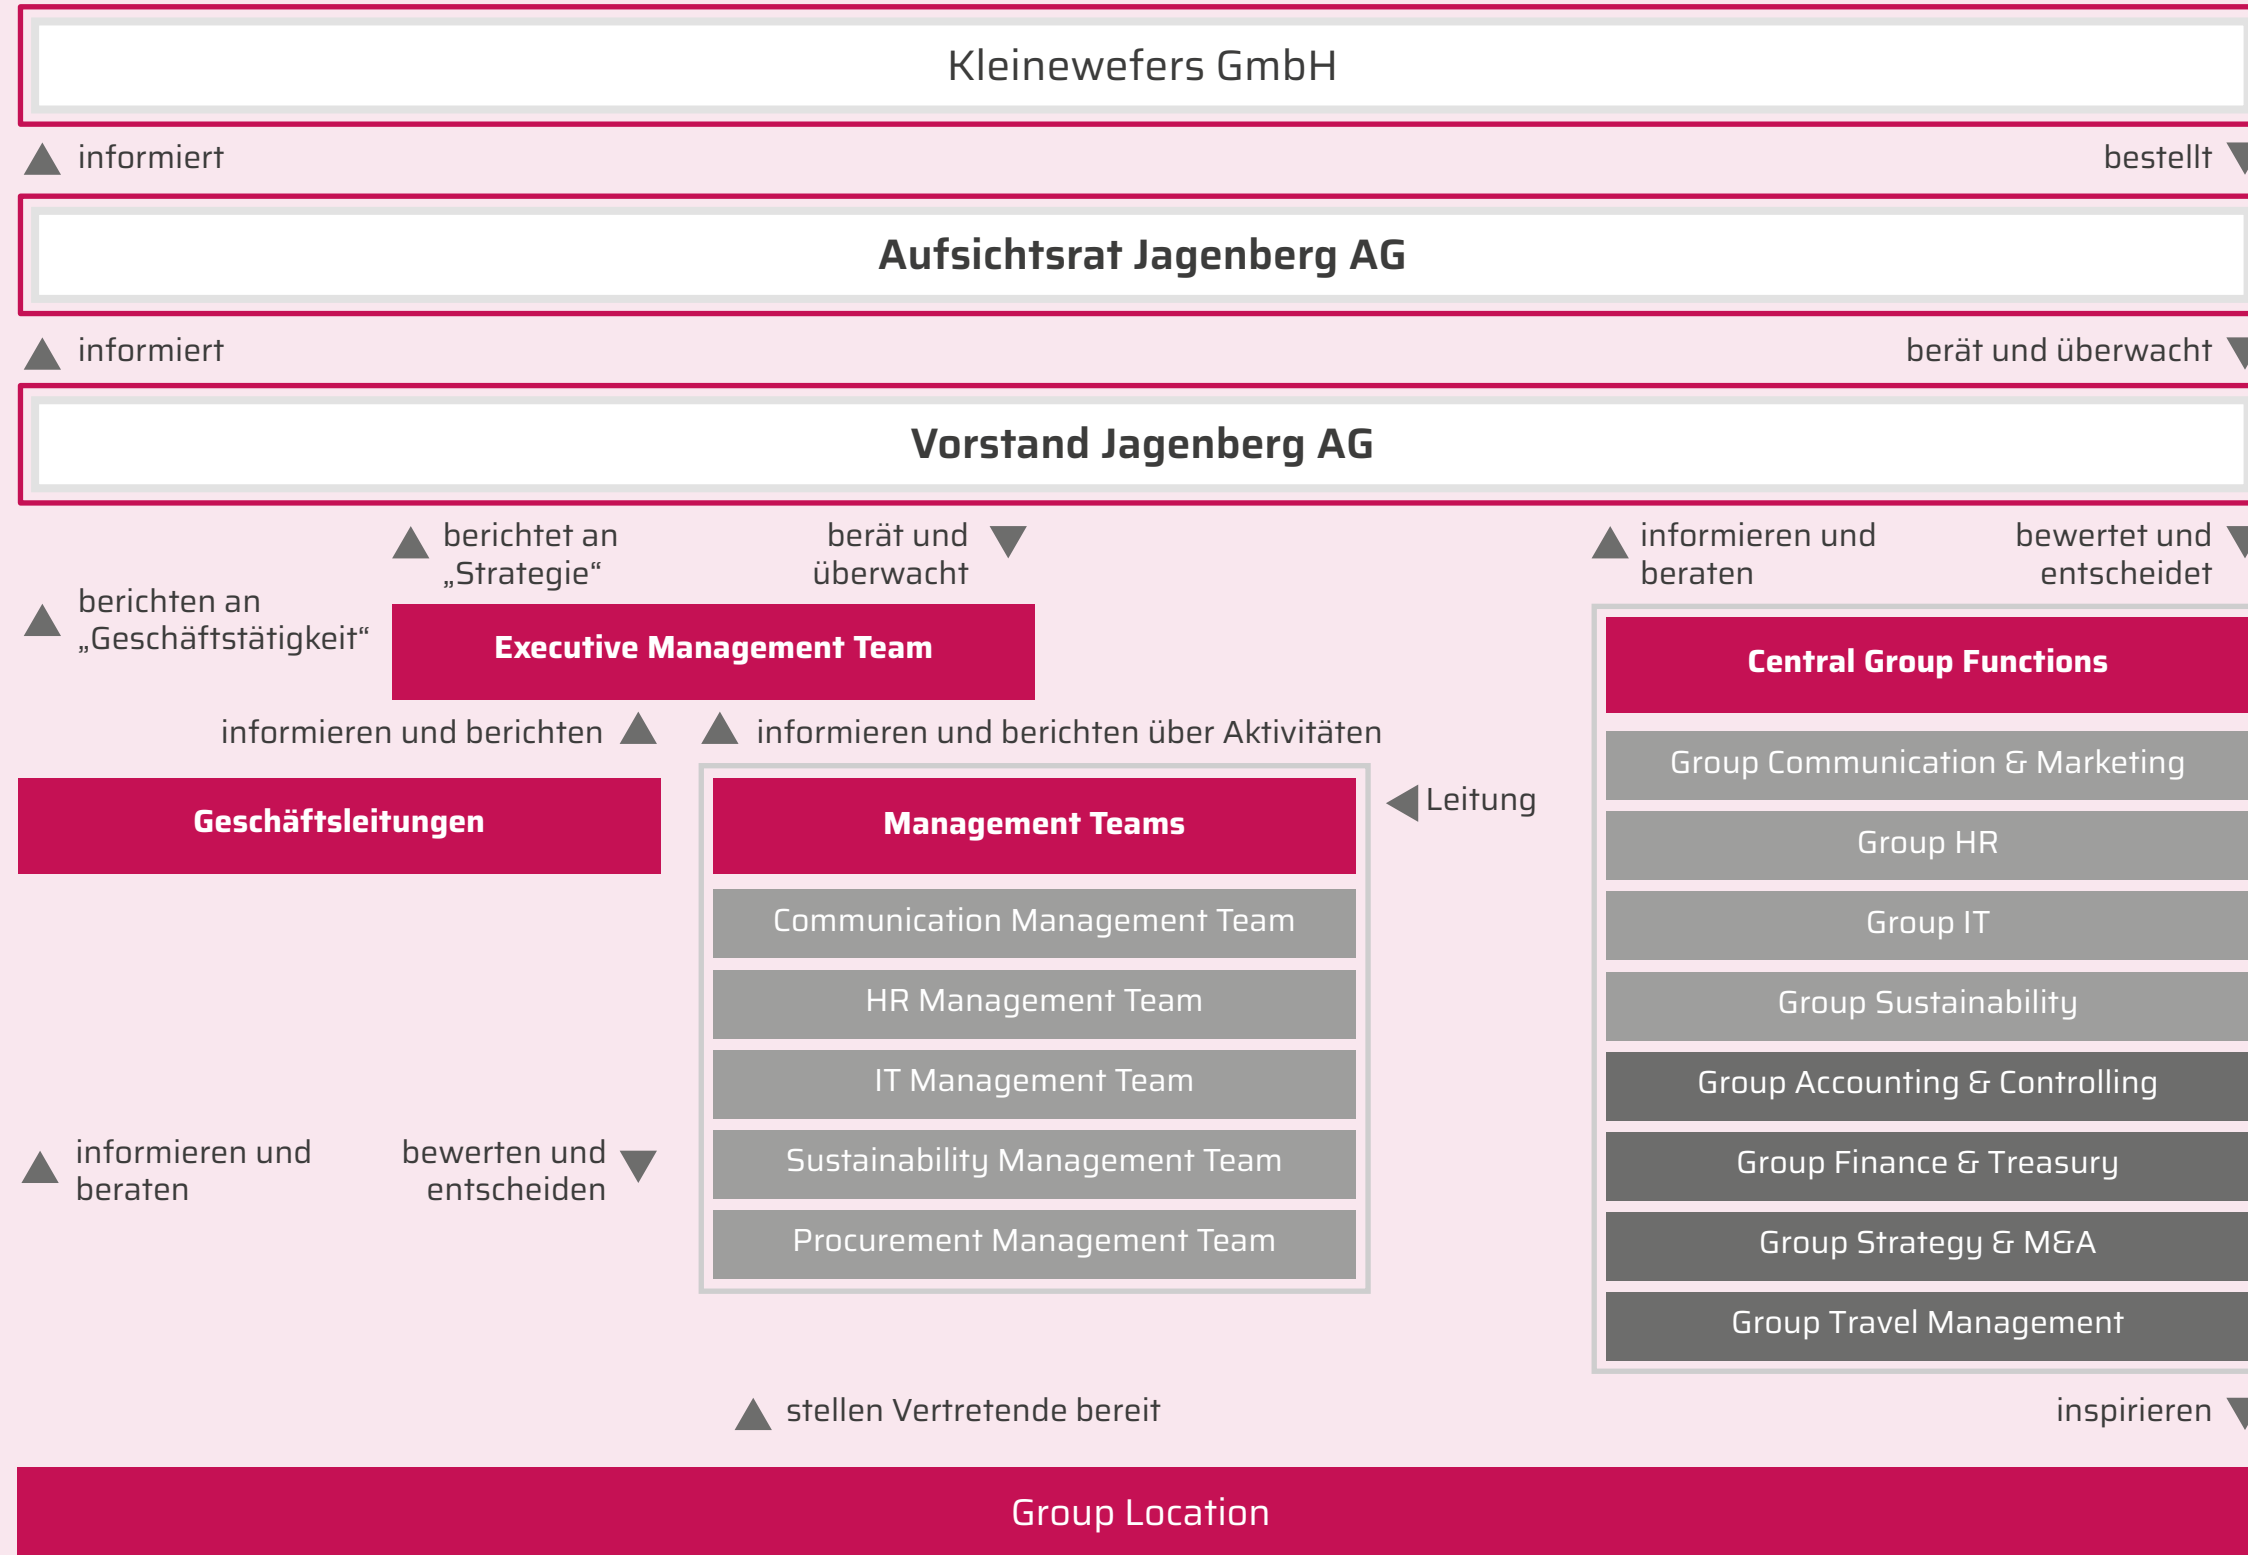 Kleinewefers GmbH
informiert
bestellt
Aufsichtsrat Jagenberg AG
informiert
berät und überwacht
Vorstand Jagenberg AG
berichtet an
„Strategie“
berät und
überwacht
informieren und
beraten
bewertet und
entscheidet
berichten an
„Geschäftstätigkeit“
Executive Management Team
Central Group Functions
informieren und berichten
informieren und berichten über Aktivitäten
Geschäftsleitungen
Management Teams
Leitung
Communication Management Team
HR Management Team
IT Management Team
Sustainability Management Team
Procurement Management Team
Group Communication & Marketing
Group HR
Group IT
Group Sustainability
Group Accounting & Controlling
Group Finance & Treasury
Group Strategy & M&A
Group Travel Management
informieren und
beraten
bewerten und
entscheiden
stellen Vertretende bereit
inspirieren
Group Location